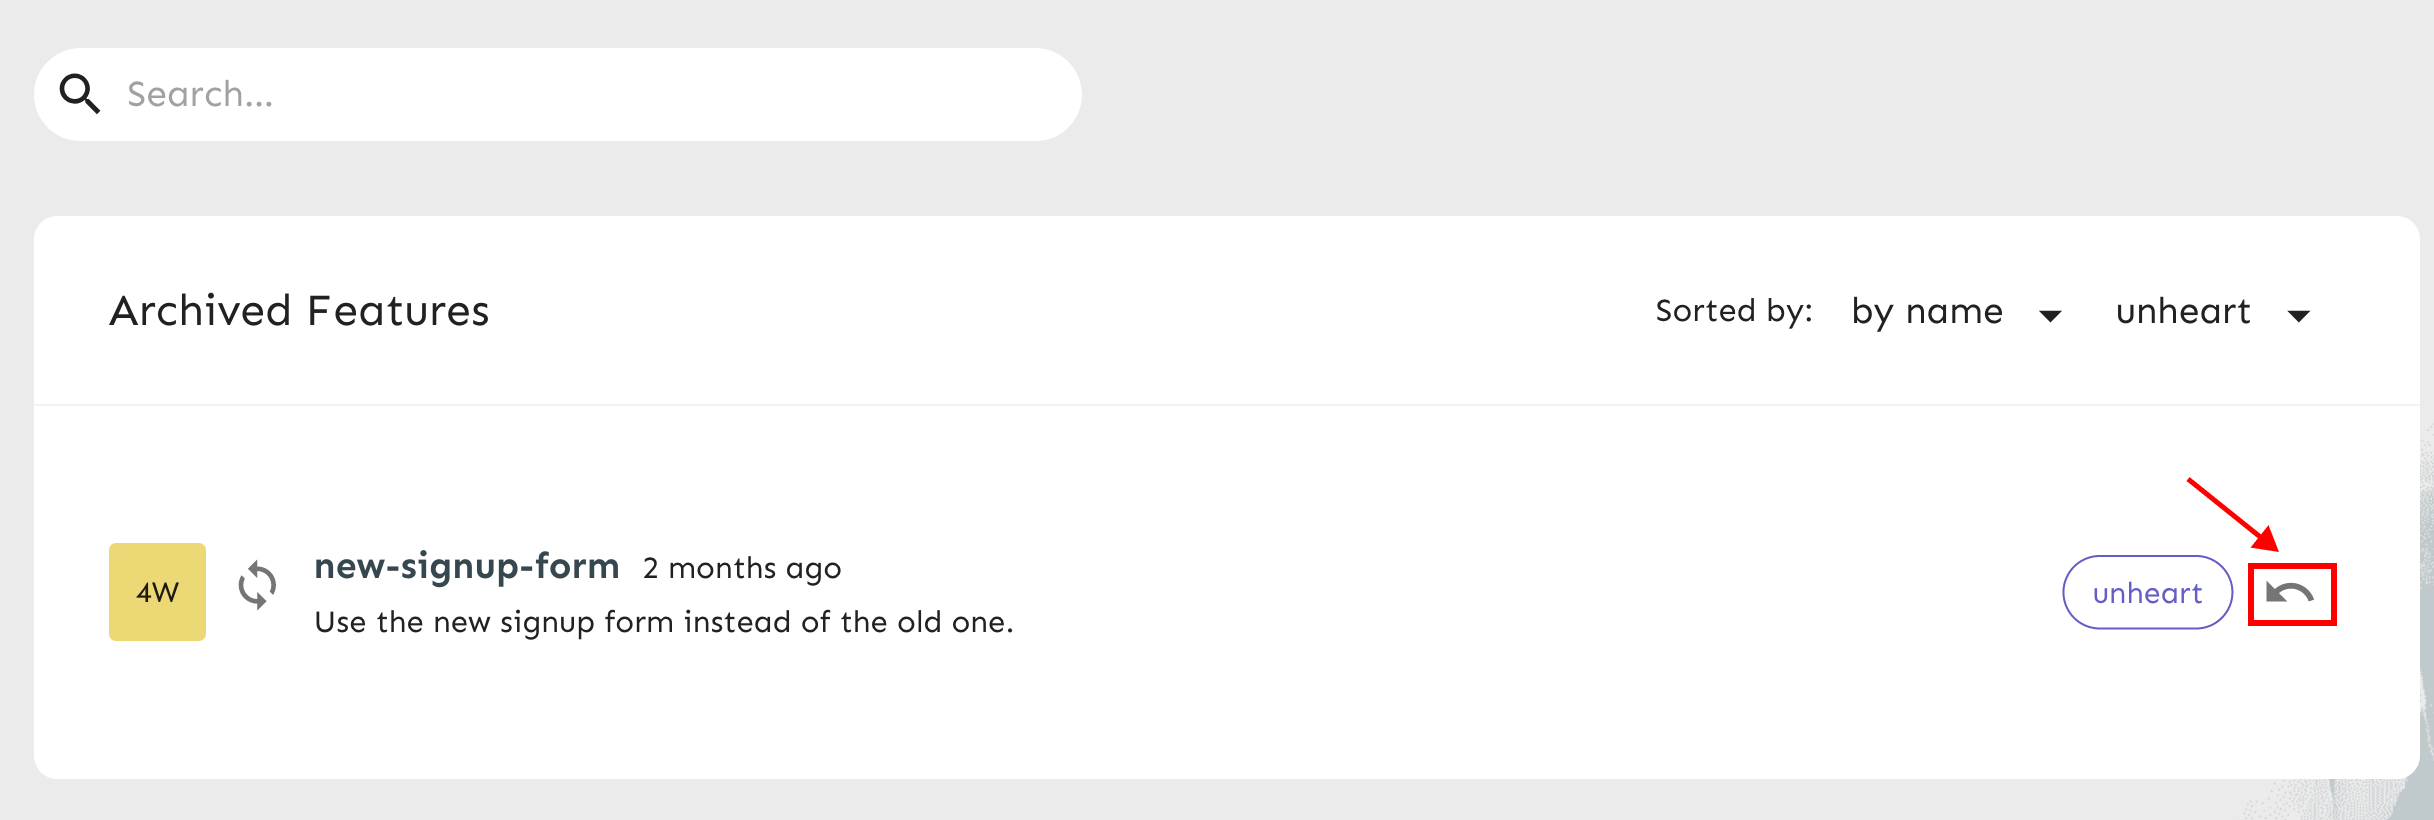 Search...
Archived Features
Sorted by: by name unheart
4W
new-signup-form 2 months ago
Use the new signup form instead of the old one.
unheart